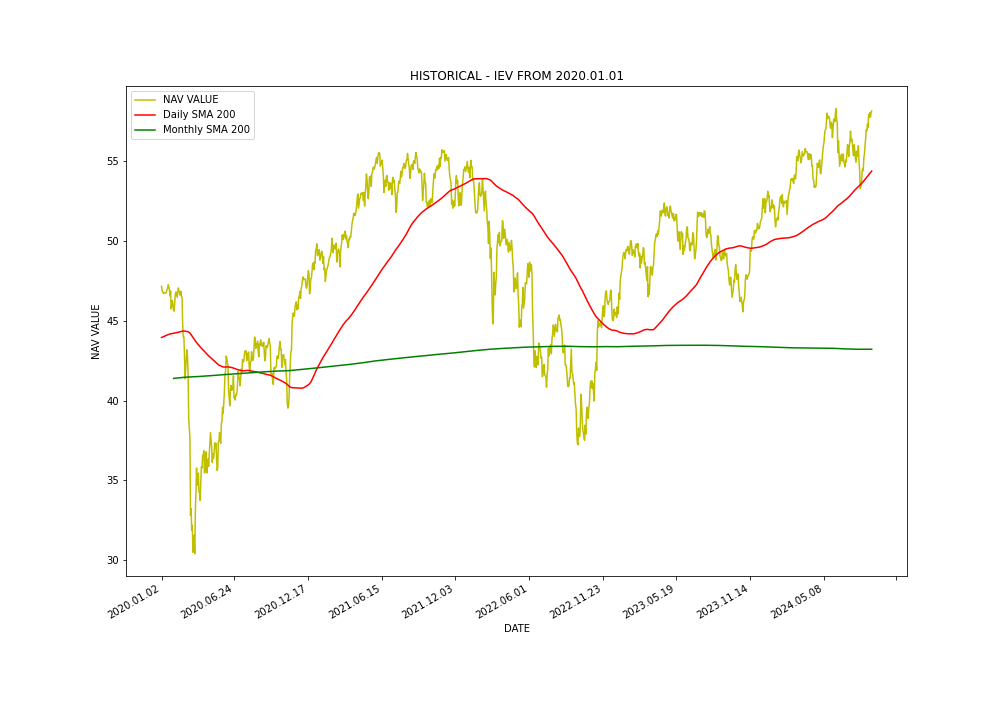 HISTORICAL - IEV FROM 2020.01.01
NAV VALUE
Daily SMA 200
Monthly SMA 200
NAV VALUE
55
50
45
40
35
30
2020.01.02
2020.06.24
2020.12.17
2021.06.15
2021.12.03
2022.06.01
2022.11.23
2023.05.19
2023.11.14
2024.05.08
DATE